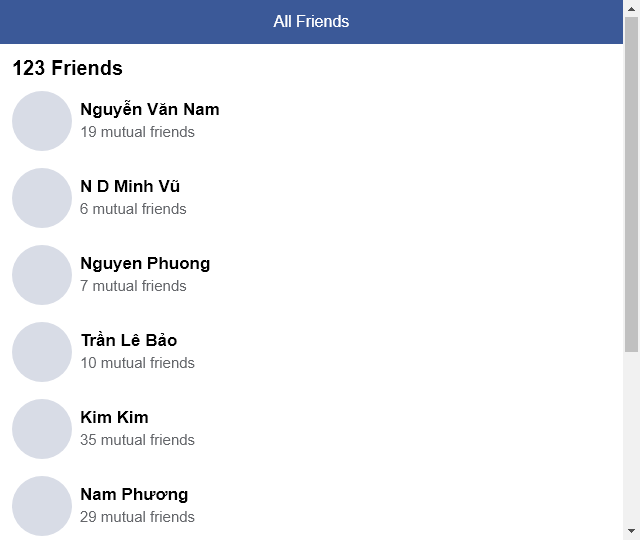 All Friends
123 Friends
Nguyễn Văn Nam
19 mutual friends
N D Minh Vũ
6 mutual friends
Nguyen Phuong
7 mutual friends
Trần Lê Bảo
10 mutual friends
Kim Kim
35 mutual friends
Nam Phương
29 mutual friends